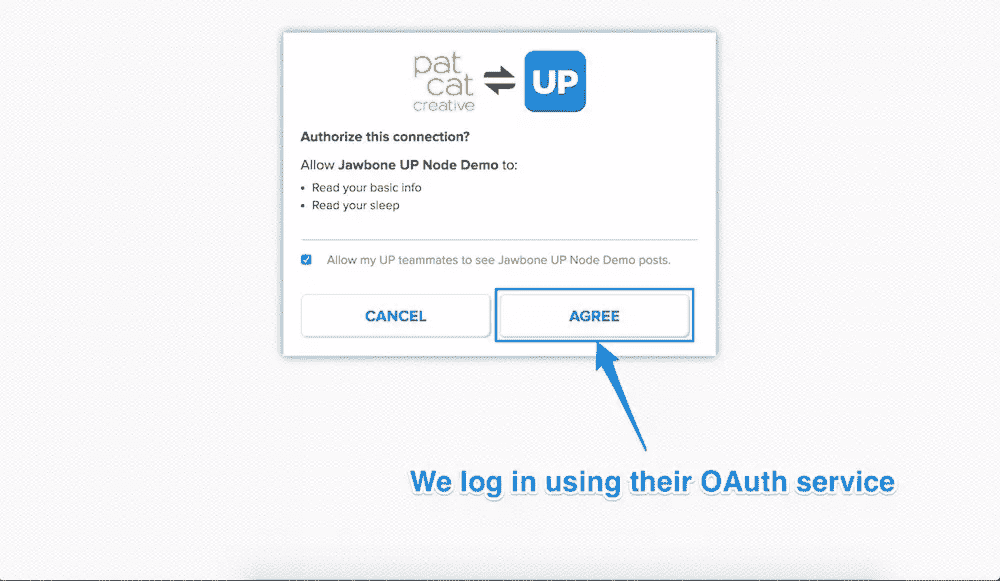 pat
cat
creative
UP
Authorize this connection?
Allow Jawbone UP Node Demo to:
• Read your basic info
• Read your sleep
Allow my UP teammates to see Jawbone UP Node Demo posts.
CANCEL
AGREE
We log in using their OAuth service